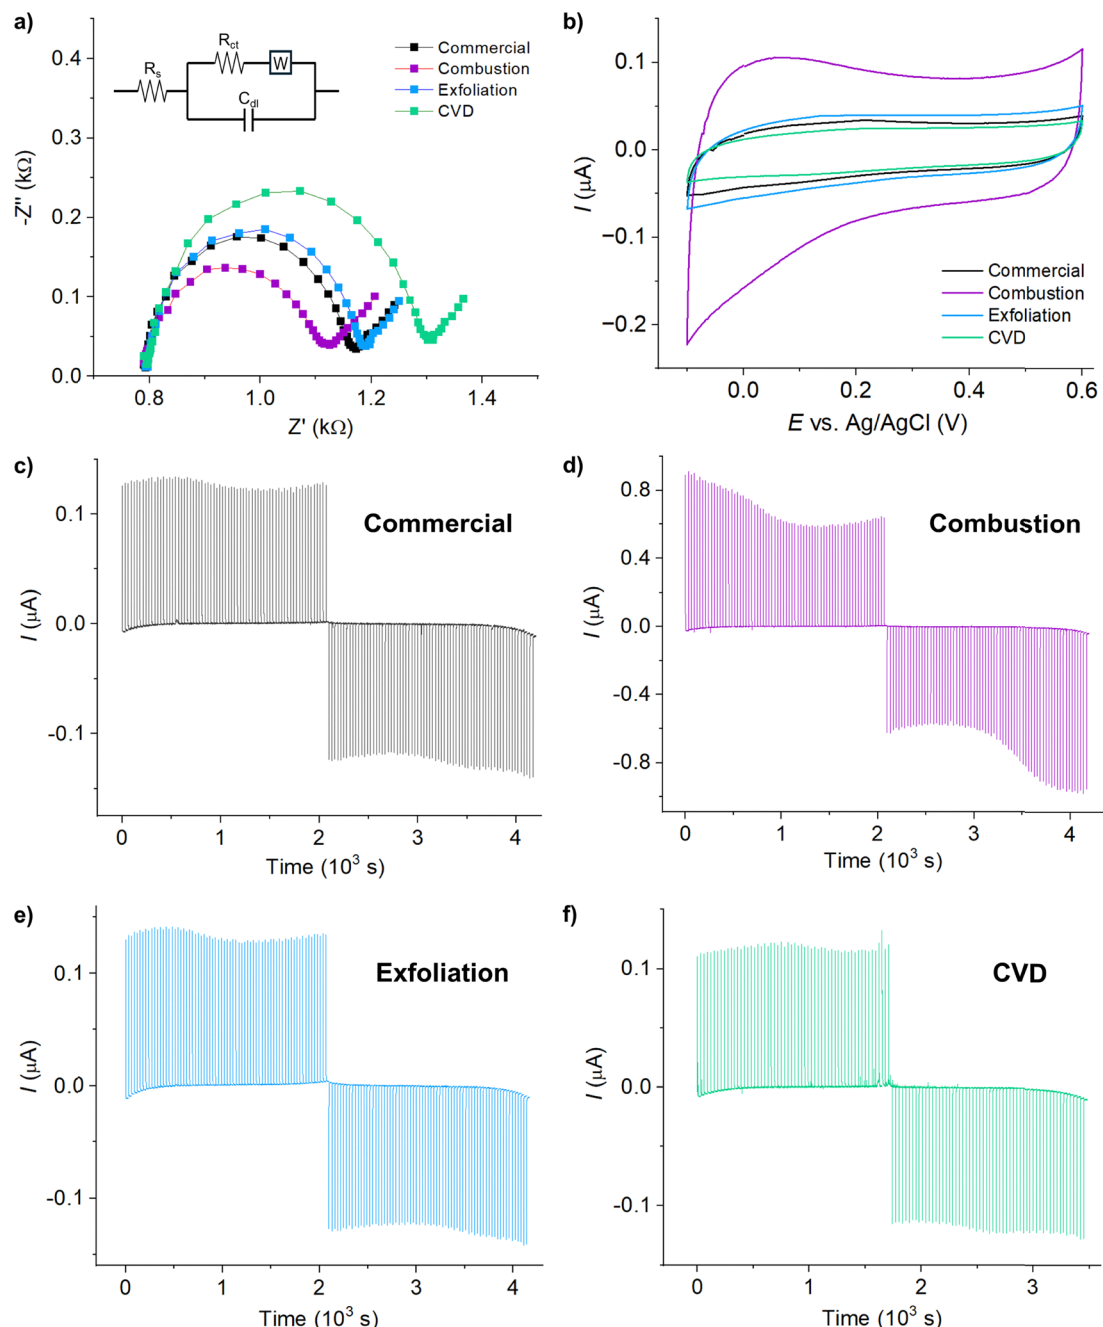 a)
0.4
0.3
0.2
0.1
0.0
-Z'' (kΩ)
R_s
R_ct
W
C_dl
Commercial
Combustion
Exfoliation
CVD
0.8 1.0 1.2 1.4
Z' (kΩ)
b)
0.1
0.0
−0.1
−0.2
I (μA)
Commercial
Combustion
Exfoliation
CVD
0.0 0.2 0.4 0.6
E vs. Ag/AgCl (V)
c)
Commercial
0.1
0.0
-0.1
I (μA)
0 1 2 3 4
Time (10³ s)
d)
Combustion
0.8
0.4
0.0
-0.4
-0.8
I (μA)
0 1 2 3 4
Time (10³ s)
e)
Exfoliation
0.1
0.0
-0.1
I (μA)
0 1 2 3 4
Time (10³ s)
f)
CVD
0.1
0.0
-0.1
I (μA)
0 1 2 3
Time (10³ s)